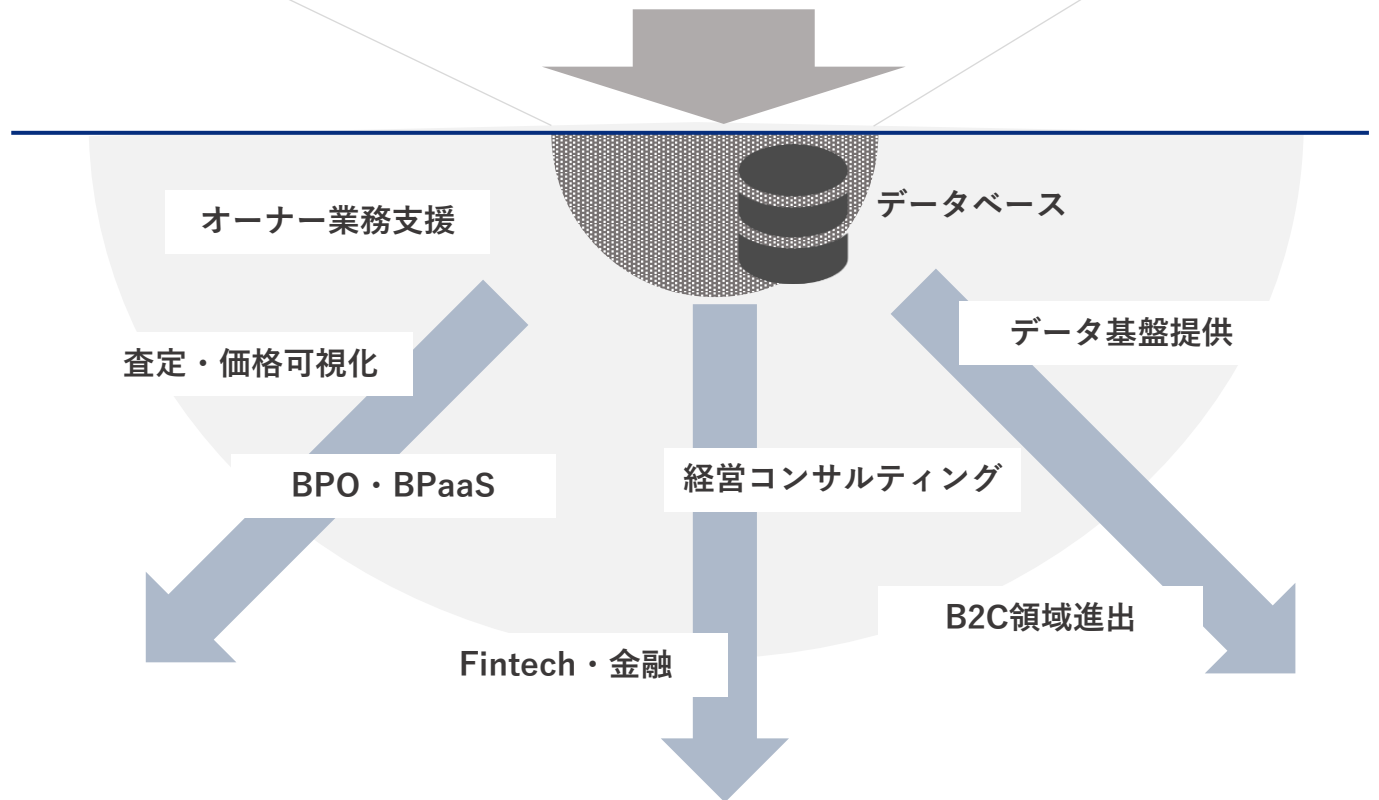 データベース
オーナー業務支援
データ基盤提供
査定・価格可視化
BPO・BPaaS
経営コンサルティング
B2C領域進出
Fintech・金融